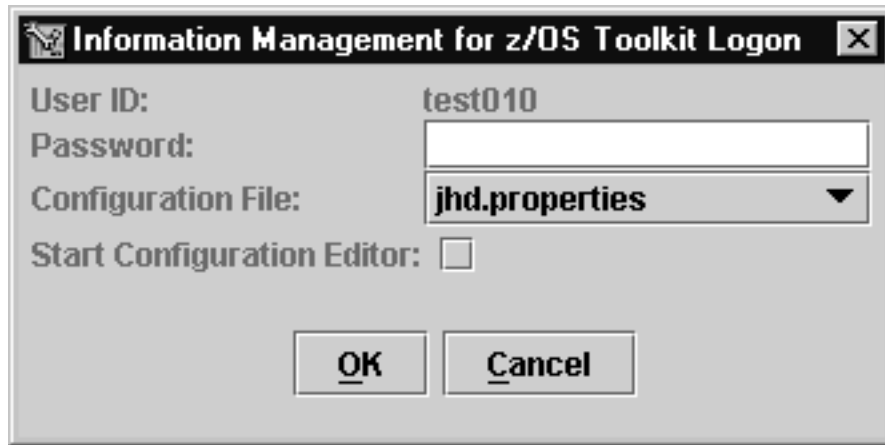 Information Management for z/OS Toolkit Logon
User ID: test010
Password:
Configuration File: jhd.properties
Start Configuration Editor:
OK Cancel